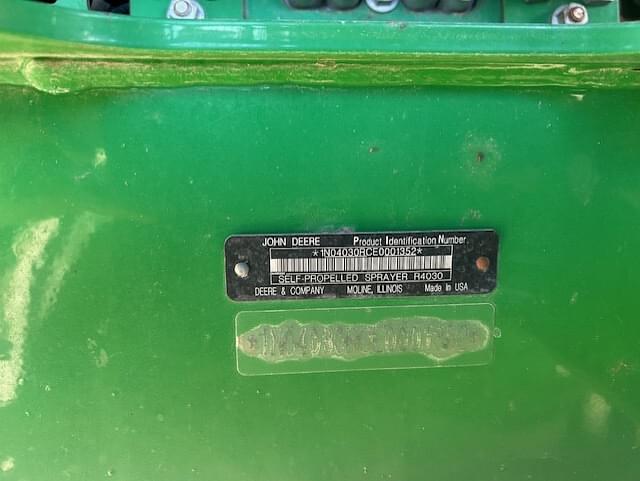 JOHN DEERE Product Identification Number
*1N04030RCE0001352*
SELF-PROPELLED SPRAYER R4030
DEERE & COMPANY MOLINE, ILLINOIS Made in USA